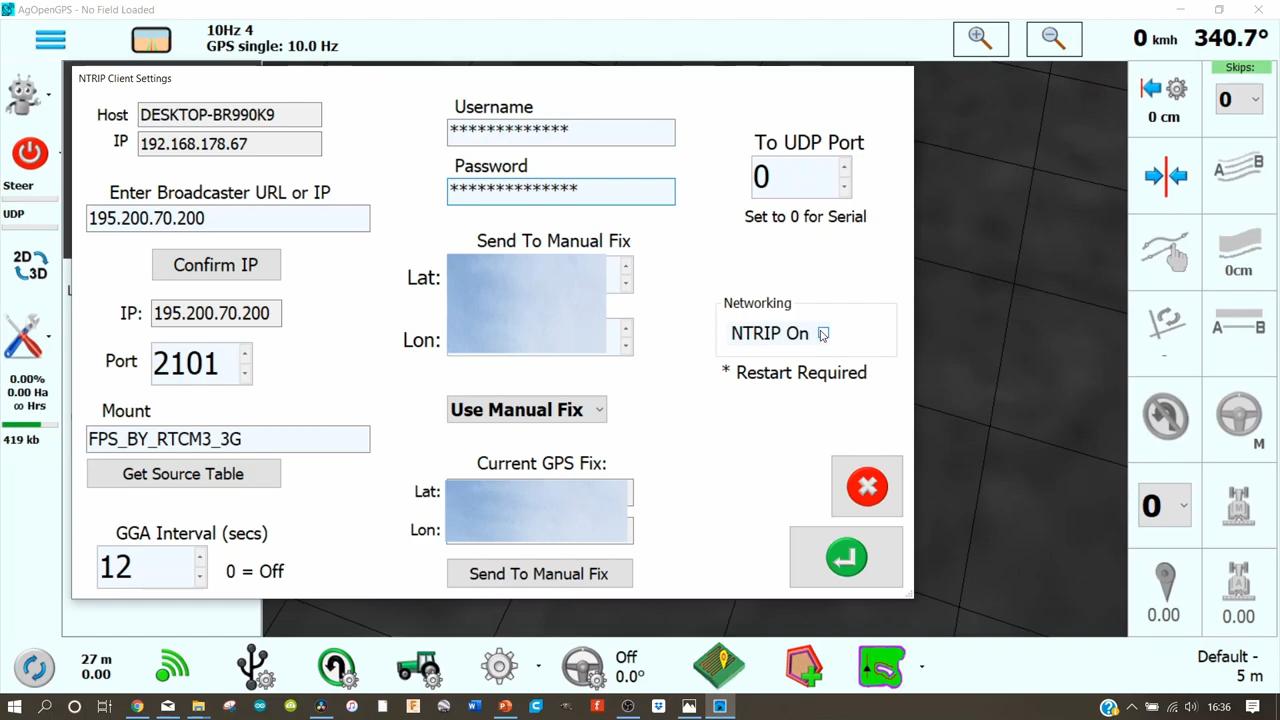 AgOpenGPS - No Field Loaded
10Hz 4
GPS single: 10.0 Hz
0 kmh 340.7°
NTRIP Client Settings
Host DESKTOP-BR990K9
IP 192.168.178.67
Enter Broadcaster URL or IP
195.200.70.200
Confirm IP
IP: 195.200.70.200
Port 2101
Mount
FPS_BY_RTCM3_3G
Get Source Table
GGA Interval (secs)
12 0 = Off
Username
*************
Password
**************
Send To Manual Fix
Lat:
Lon:
Use Manual Fix
Current GPS Fix:
Lat:
Lon:
Send To Manual Fix
To UDP Port
0
Set to 0 for Serial
Networking
NTRIP On
* Restart Required
Steer
UDP
2D
3D
0.00%
0.00 Ha
∞ Hrs
419 kb
Skips:
0
0 cm
0cm
A B
-
M
0
M
A
0.00
0.00
27 m
0.00
Off
0.0°
Default -
5 m
16:36